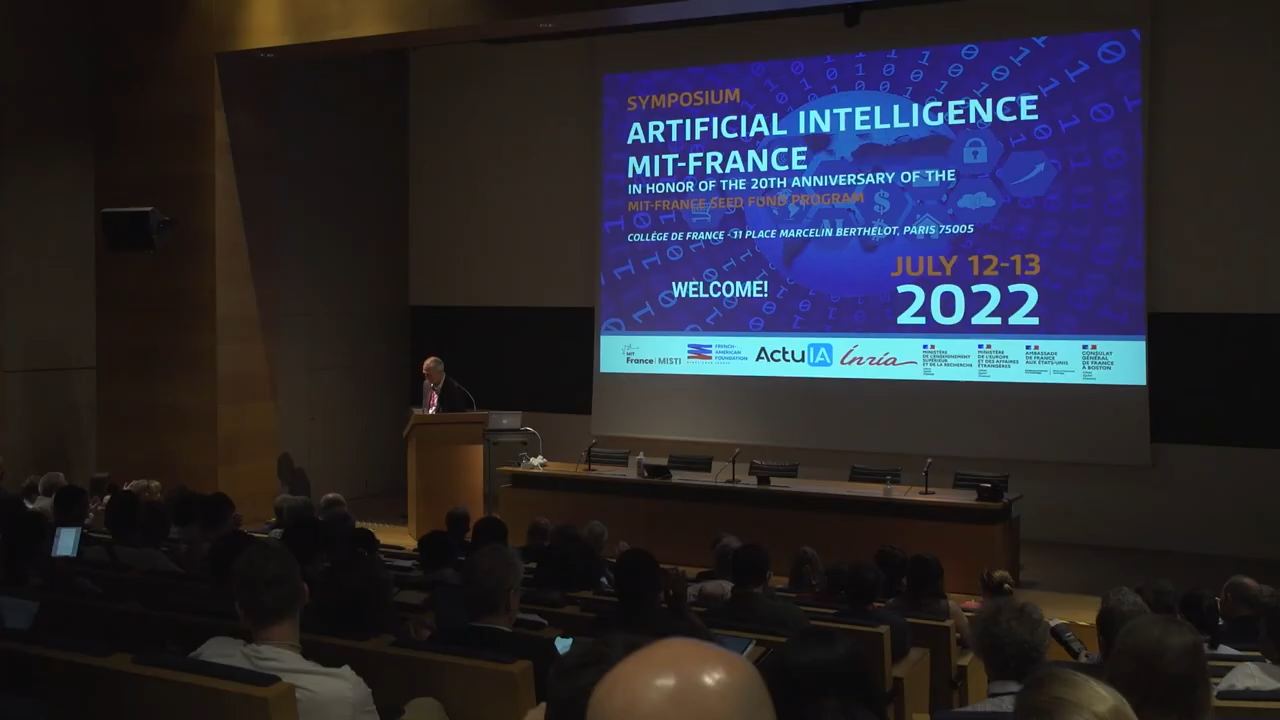 SYMPOSIUM
ARTIFICIAL INTELLIGENCE
MIT-FRANCE
IN HONOR OF THE 20TH ANNIVERSARY OF THE
MIT-FRANCE SEED FUND PROGRAM
COLLÉGE DE FRANCE - 11 PLACE MARCELIN BERTHELOT, PARIS 75005
JULY 12-13
WELCOME!
2022
MIT
France | MISTI
FRENCH-
AMERICAN
FOUNDATION
ActuIA
Inria
MINISTÈRE
DE L'ENSEIGNEMENT
SUPÉRIEUR
ET DE LA RECHERCHE
MINISTÈRE
DE L'EUROPE
ET DES AFFAIRES
ÉTRANGÈRES
AMBASSADE
DE FRANCE
AUX ÉTATS-UNIS
CONSULAT
GÉNÉRAL
DE FRANCE
À BOSTON